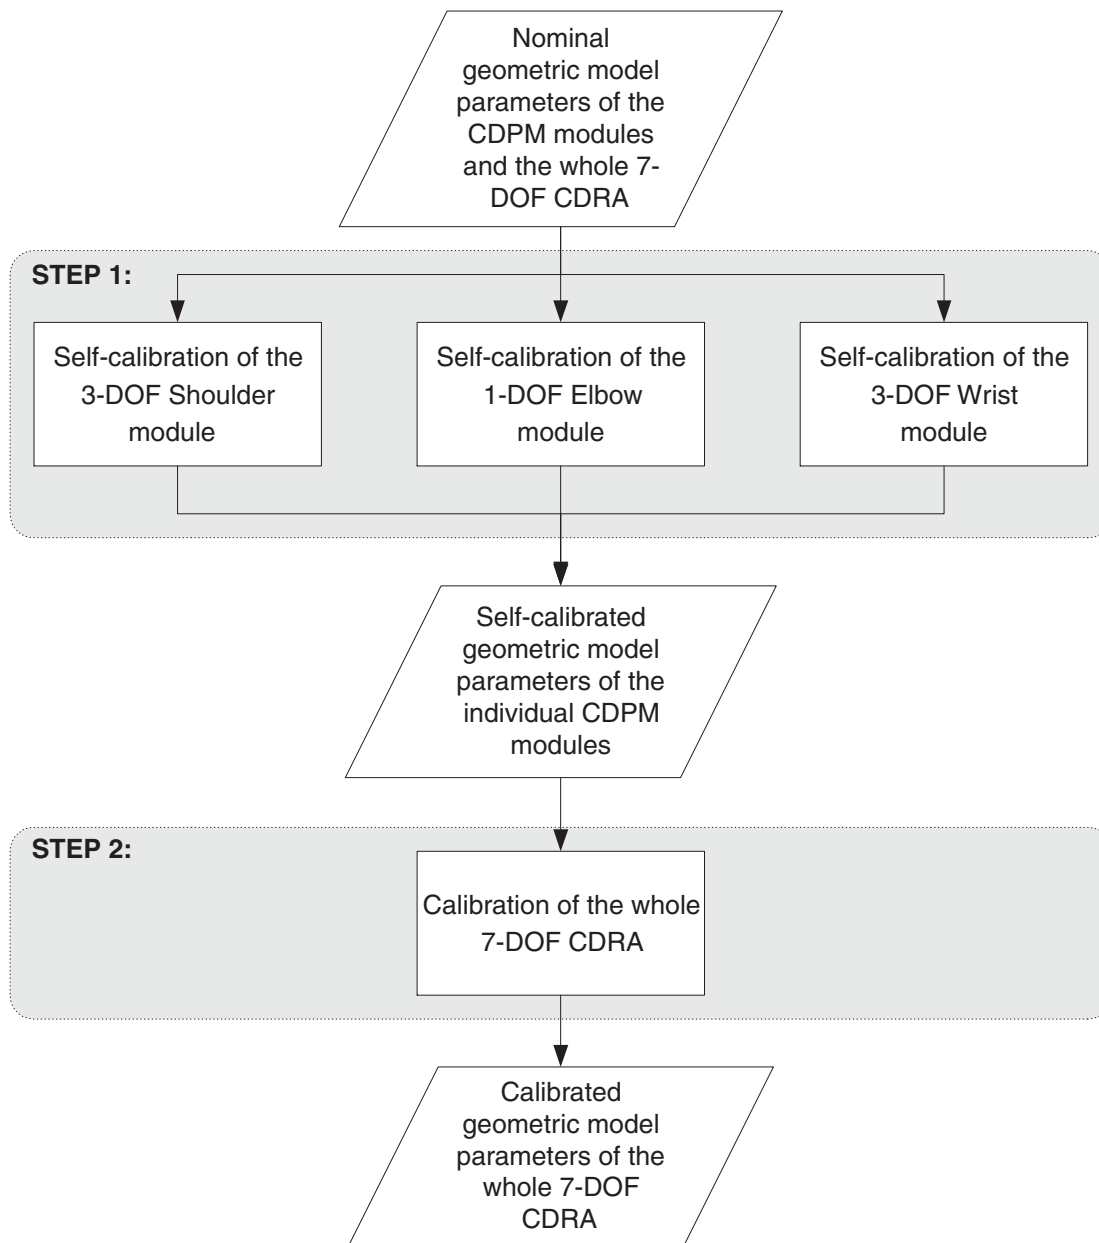 Nominal
geometric model
parameters of the
CDPM modules
and the whole 7-
DOF CDRA
STEP 1:
Self-calibration of the
3-DOF Shoulder
module
Self-calibration of the
1-DOF Elbow
module
Self-calibration of the
3-DOF Wrist
module
Self-calibrated
geometric model
parameters of the
individual CDPM
modules
STEP 2:
Calibration of the whole
7-DOF CDRA
Calibrated
geometric model
parameters of the
whole 7-DOF
CDRA